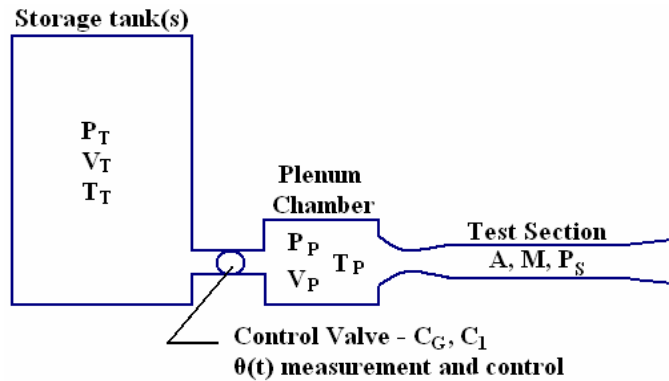 Storage tank(s)
P_T
V_T
T_T
Plenum
Chamber
P_P
T_P
V_P
Test Section
A, M, P_S
Control Valve - C_G, C_1
θ(t) measurement and control